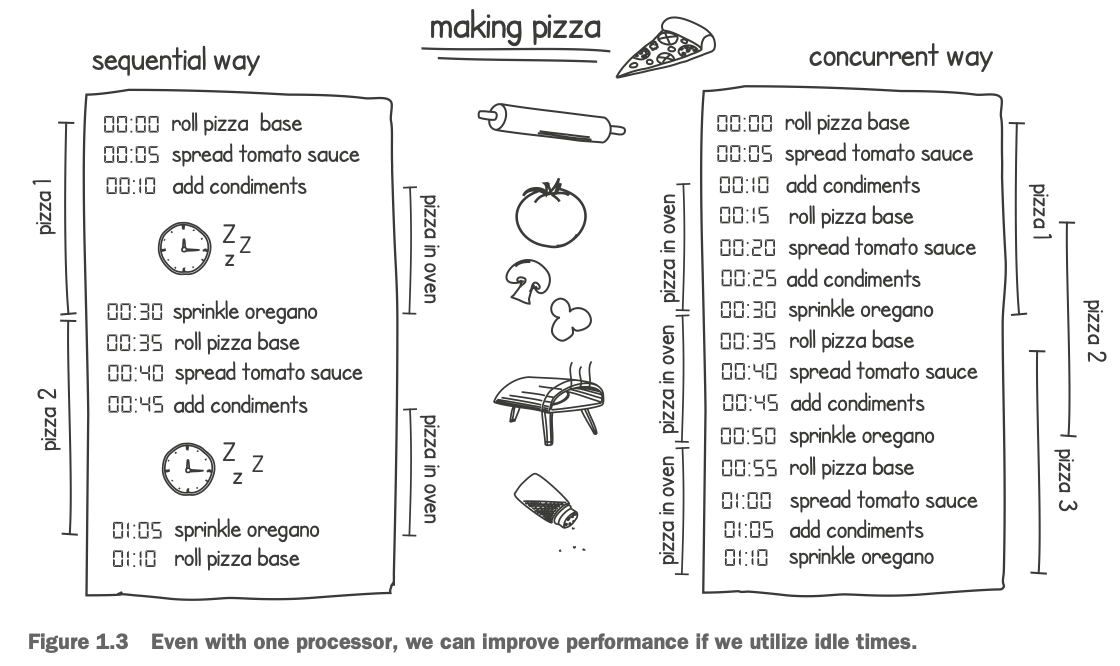 making pizza
sequential way
pizza 1
00:00 roll pizza base
00:05 spread tomato sauce
00:10 add condiments
Z Z z
pizza in oven
00:30 sprinkle oregano
pizza 2
00:35 roll pizza base
00:40 spread tomato sauce
00:45 add condiments
Z z Z
pizza in oven
01:05 sprinkle oregano
01:10 roll pizza base
concurrent way
pizza in oven
pizza in oven
pizza in oven
00:00 roll pizza base
00:05 spread tomato sauce
00:10 add condiments
00:15 roll pizza base
00:20 spread tomato sauce
00:25 add condiments
00:30 sprinkle oregano
00:35 roll pizza base
00:40 spread tomato sauce
00:45 add condiments
00:50 sprinkle oregano
00:55 roll pizza base
01:00 spread tomato sauce
01:05 add condiments
01:10 sprinkle oregano
pizza 1
pizza 2
pizza 3
Figure 1.3 Even with one processor, we can improve performance if we utilize idle times.